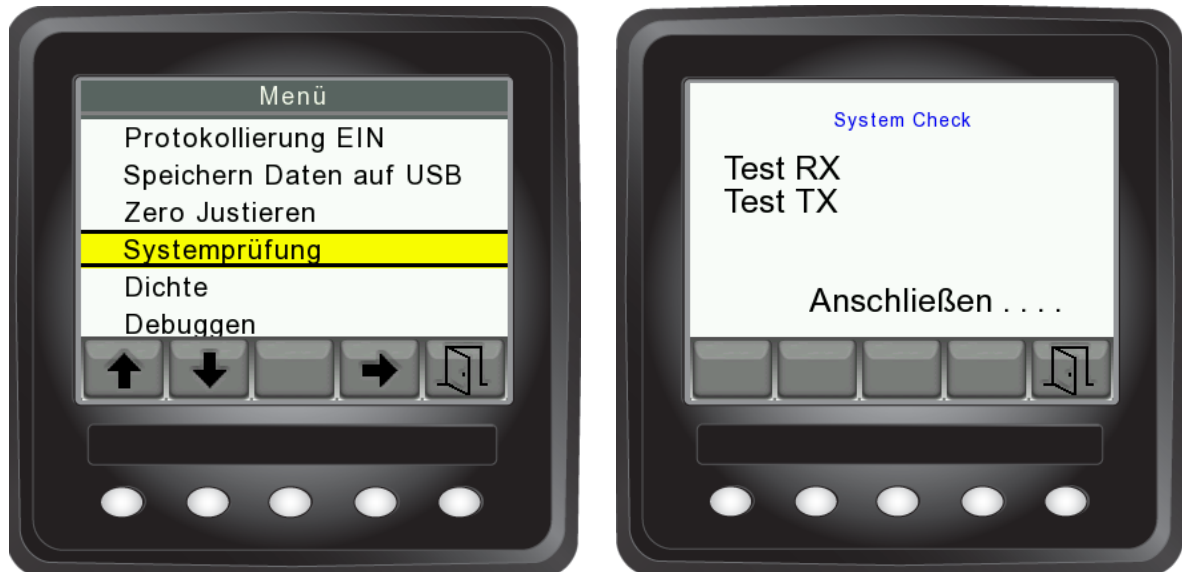 Menü
Protokollierung EIN
Speichern Daten auf USB
Zero Justieren
Systemprüfung
Dichte
Debuggen
System Check
Test RX
Test TX
Anschließen . . . .